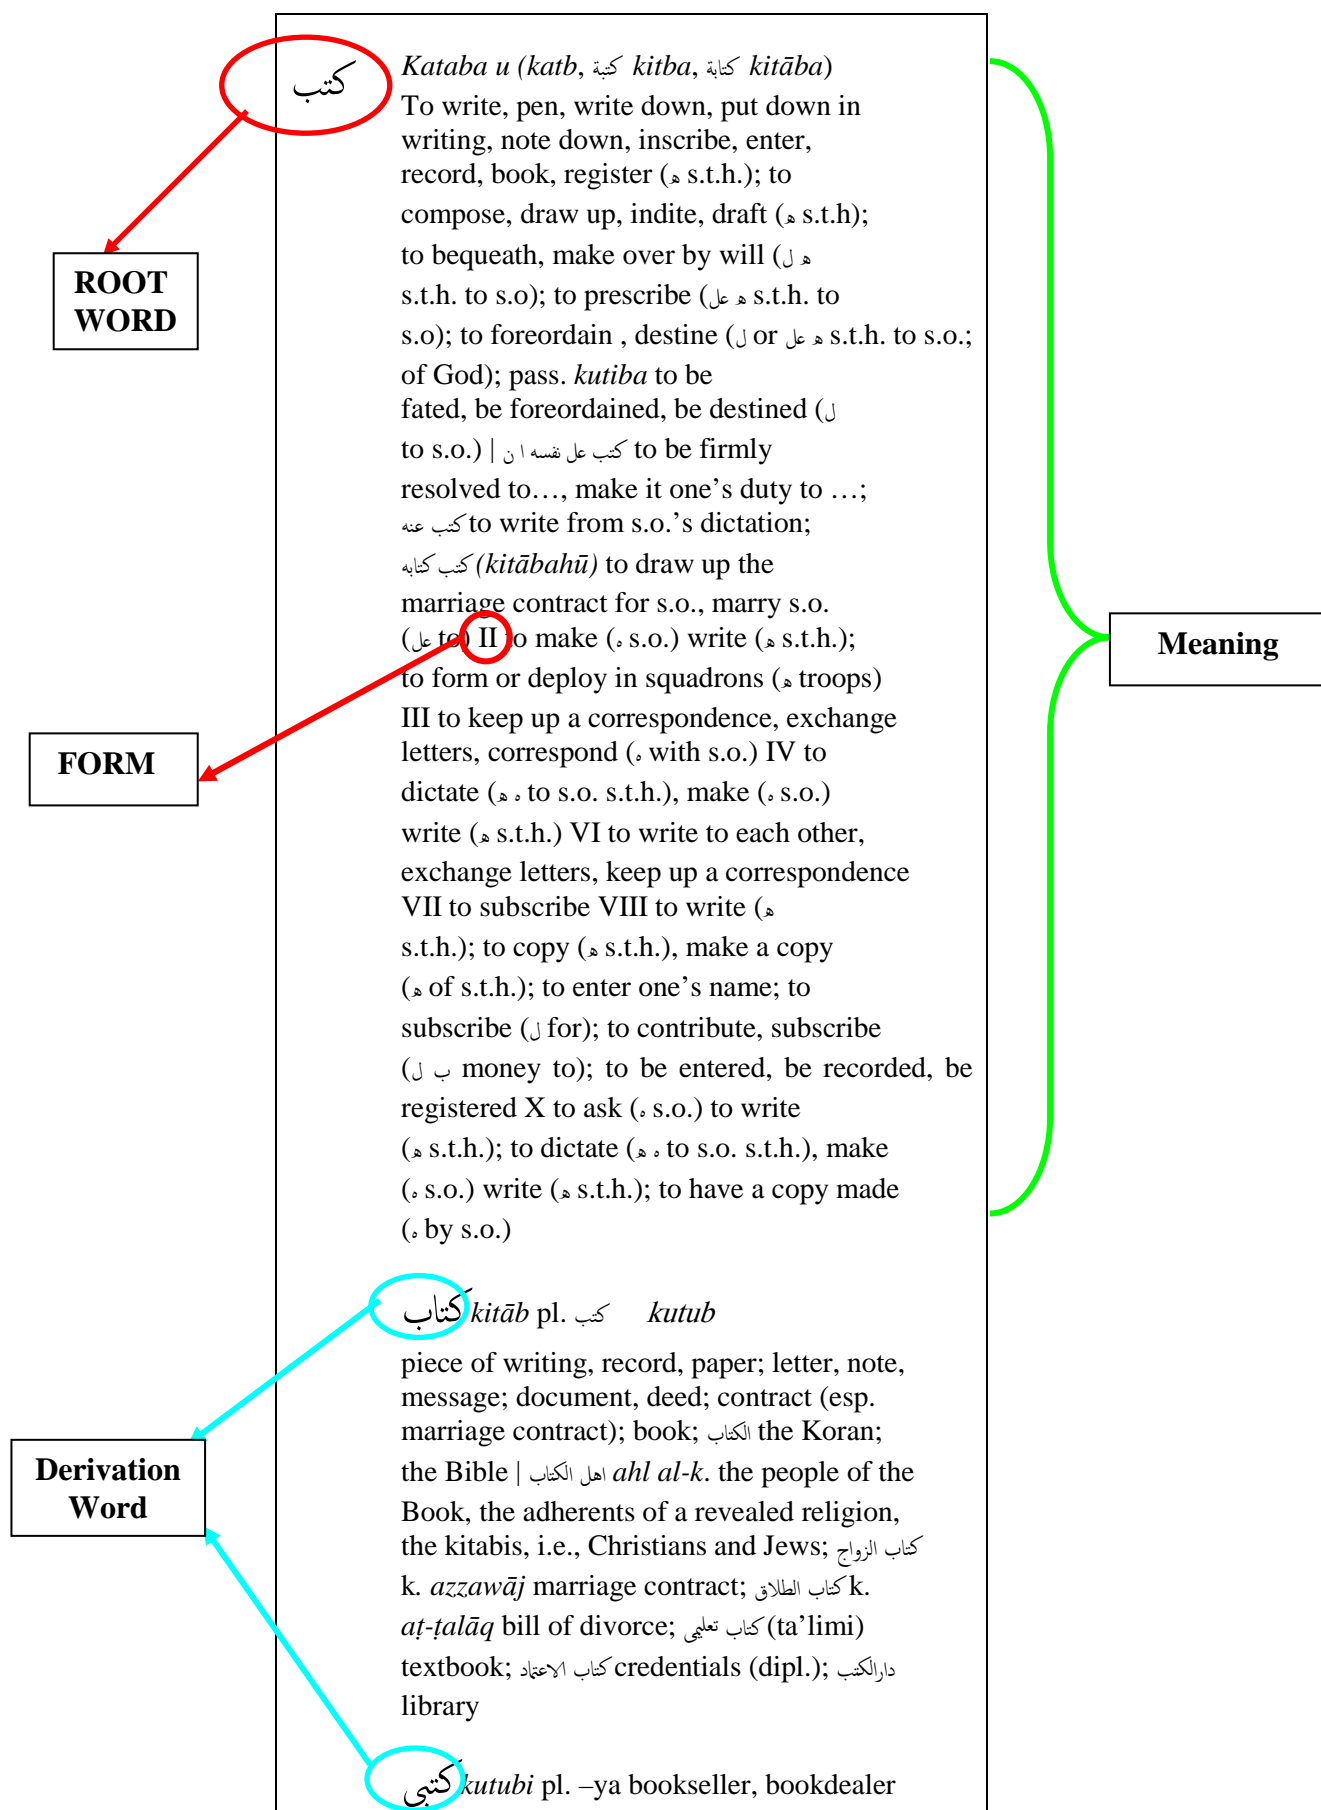 كتب
Kataba u (katb, كتبة kitba, كتابة kitāba)
To write, pen, write down, put down in
writing, note down, inscribe, enter,
record, book, register (ﻫ s.t.h.); to
compose, draw up, indite, draft (ﻫ s.t.h);
to bequeath, make over by will (ﻫ ل
s.t.h. to s.o); to prescribe (ﻫ عل s.t.h. to
s.o); to foreordain , destine (ل or ﻫ عل s.t.h. to s.o.;
of God); pass. kutiba to be
fated, be foreordained, be destined (ل
to s.o.) | كتب عل نفسه ا ن to be firmly
resolved to…, make it one’s duty to …;
كتب عنه to write from s.o.’s dictation;
كتب كتابه (kitābahū) to draw up the
marriage contract for s.o., marry s.o.
(عل to) II to make (ه s.o.) write (ﻫ s.t.h.);
to form or deploy in squadrons (ﻫ troops)
III to keep up a correspondence, exchange
letters, correspond (ه with s.o.) IV to
dictate (ه ﻫ to s.o. s.t.h.), make (ه s.o.)
write (ﻫ s.t.h.) VI to write to each other,
exchange letters, keep up a correspondence
VII to subscribe VIII to write (ﻫ
s.t.h.); to copy (ﻫ s.t.h.), make a copy
(ﻫ of s.t.h.); to enter one’s name; to
subscribe (ل for); to contribute, subscribe
(ب ل money to); to be entered, be recorded, be
registered X to ask (ه s.o.) to write
(ﻫ s.t.h.); to dictate (ه ﻫ to s.o. s.t.h.), make
(ه s.o.) write (ﻫ s.t.h.); to have a copy made
(ه by s.o.)
كتاب kitāb pl. كتب kutub
piece of writing, record, paper; letter, note,
message; document, deed; contract (esp.
marriage contract); book; الكتاب the Koran;
the Bible | اهل الكتاب ahl al-k. the people of the
Book, the adherents of a revealed religion,
the kitabis, i.e., Christians and Jews; كتاب الزواج
k. azzawāj marriage contract; كتاب الطلاق k.
aṭ-ṭalāq bill of divorce; كتاب تعليمى (ta’limi)
textbook; كتاب الاعتماد credentials (dipl.); دارالكتب
library
كتبى kutubi pl. –ya bookseller, bookdealer
ROOT
WORD
FORM
Derivation
Word
Meaning